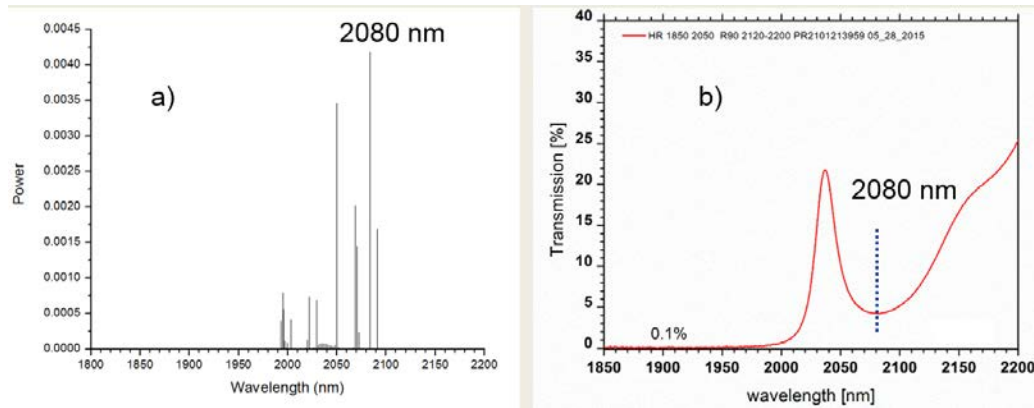 0.0045
0.0040
0.0035
0.0030
0.0025
0.0020
0.0015
0.0010
0.0005
0.0000
Power
2080 nm
a)
1800 1850 1900 1950 2000 2050 2100 2150 2200
Wavelength (nm)
40
35
30
25
20
15
10
5
0
Transmission [%]
HR 1850 2050 R90 2120-2200 PR2101213959 05_28_2015
b)
2080 nm
0.1%
1850 1900 1950 2000 2050 2100 2150 2200
wavelength [nm]